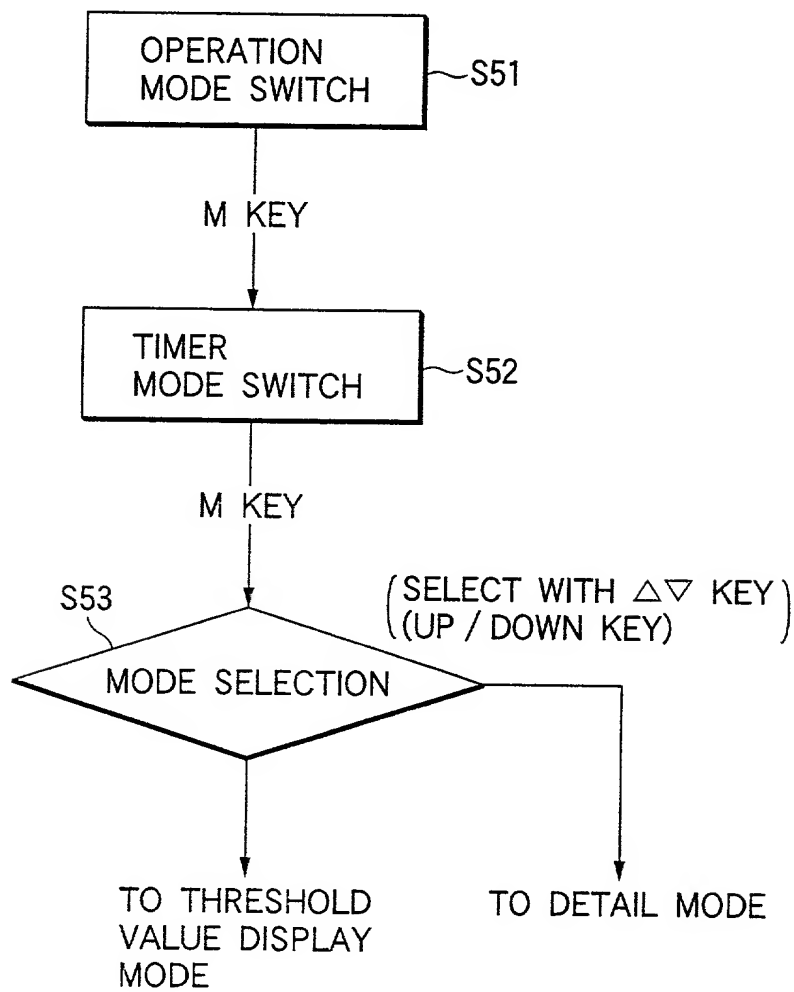 OPERATION
MODE SWITCH
S51
M KEY
TIMER
MODE SWITCH
S52
M KEY
S53
(SELECT WITH △▽ KEY)
(UP / DOWN KEY)
MODE SELECTION
TO THRESHOLD
VALUE DISPLAY
MODE
TO DETAIL MODE